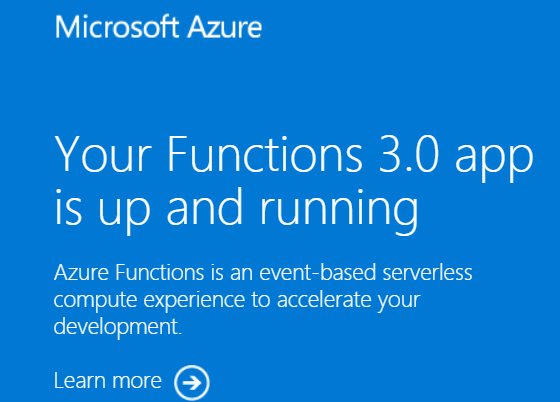 Microsoft Azure
Your Functions 3.0 app
is up and running
Azure Functions is an event-based serverless
compute experience to accelerate your
development.
Learn more